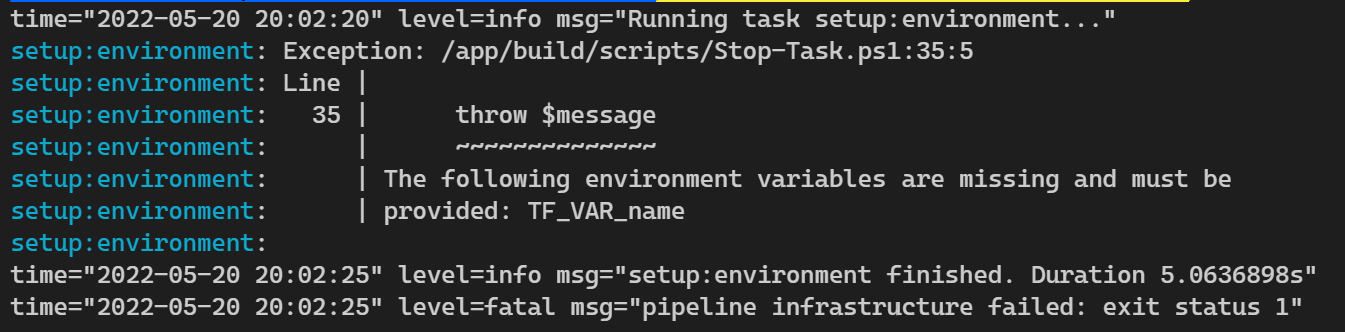 time="2022-05-20 20:02:20" level=info msg="Running task setup:environment..."
setup:environment: Exception: /app/build/scripts/Stop-Task.ps1:35:5
setup:environment: Line |
setup:environment:   35 |      throw $message
setup:environment:      |      ~~~~~~~~~~~~~~
setup:environment:      | The following environment variables are missing and must be
setup:environment:      | provided: TF_VAR_name
setup:environment:
time="2022-05-20 20:02:25" level=info msg="setup:environment finished. Duration 5.0636898s"
time="2022-05-20 20:02:25" level=fatal msg="pipeline infrastructure failed: exit status 1"